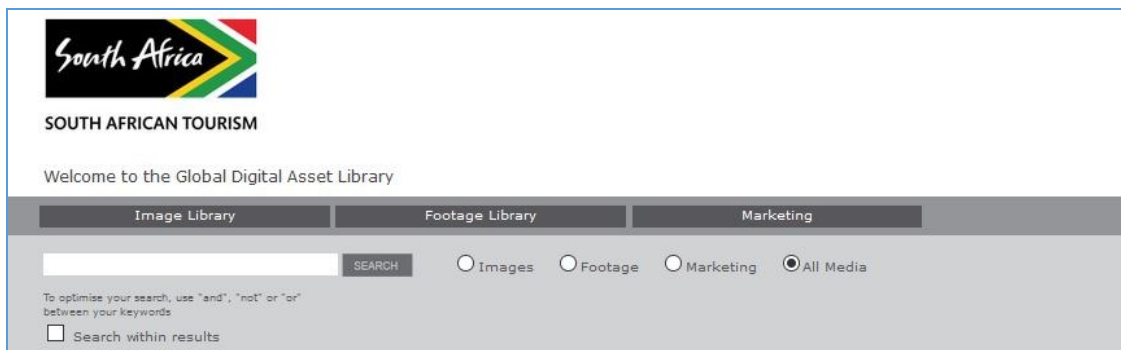 South Africa
SOUTH AFRICAN TOURISM
Welcome to the Global Digital Asset Library
Image Library Footage Library Marketing
SEARCH Images Footage Marketing All Media
To optimise your search, use "and", "not" or "or"
between your keywords
Search within results